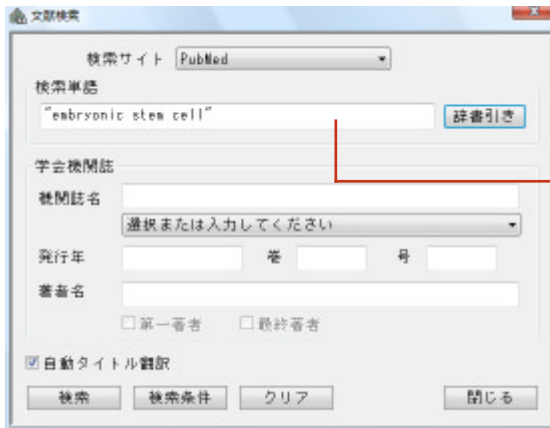 文献検索
検索サイト PubMed
検索単語
"embryonic stem cell" 辞書引き
学会機関誌
機関誌名
選択または入力してください
発行年 巻 号
著者名
第一著者 最終著者
自動タイトル翻訳
検索 検索条件 クリア 閉じる